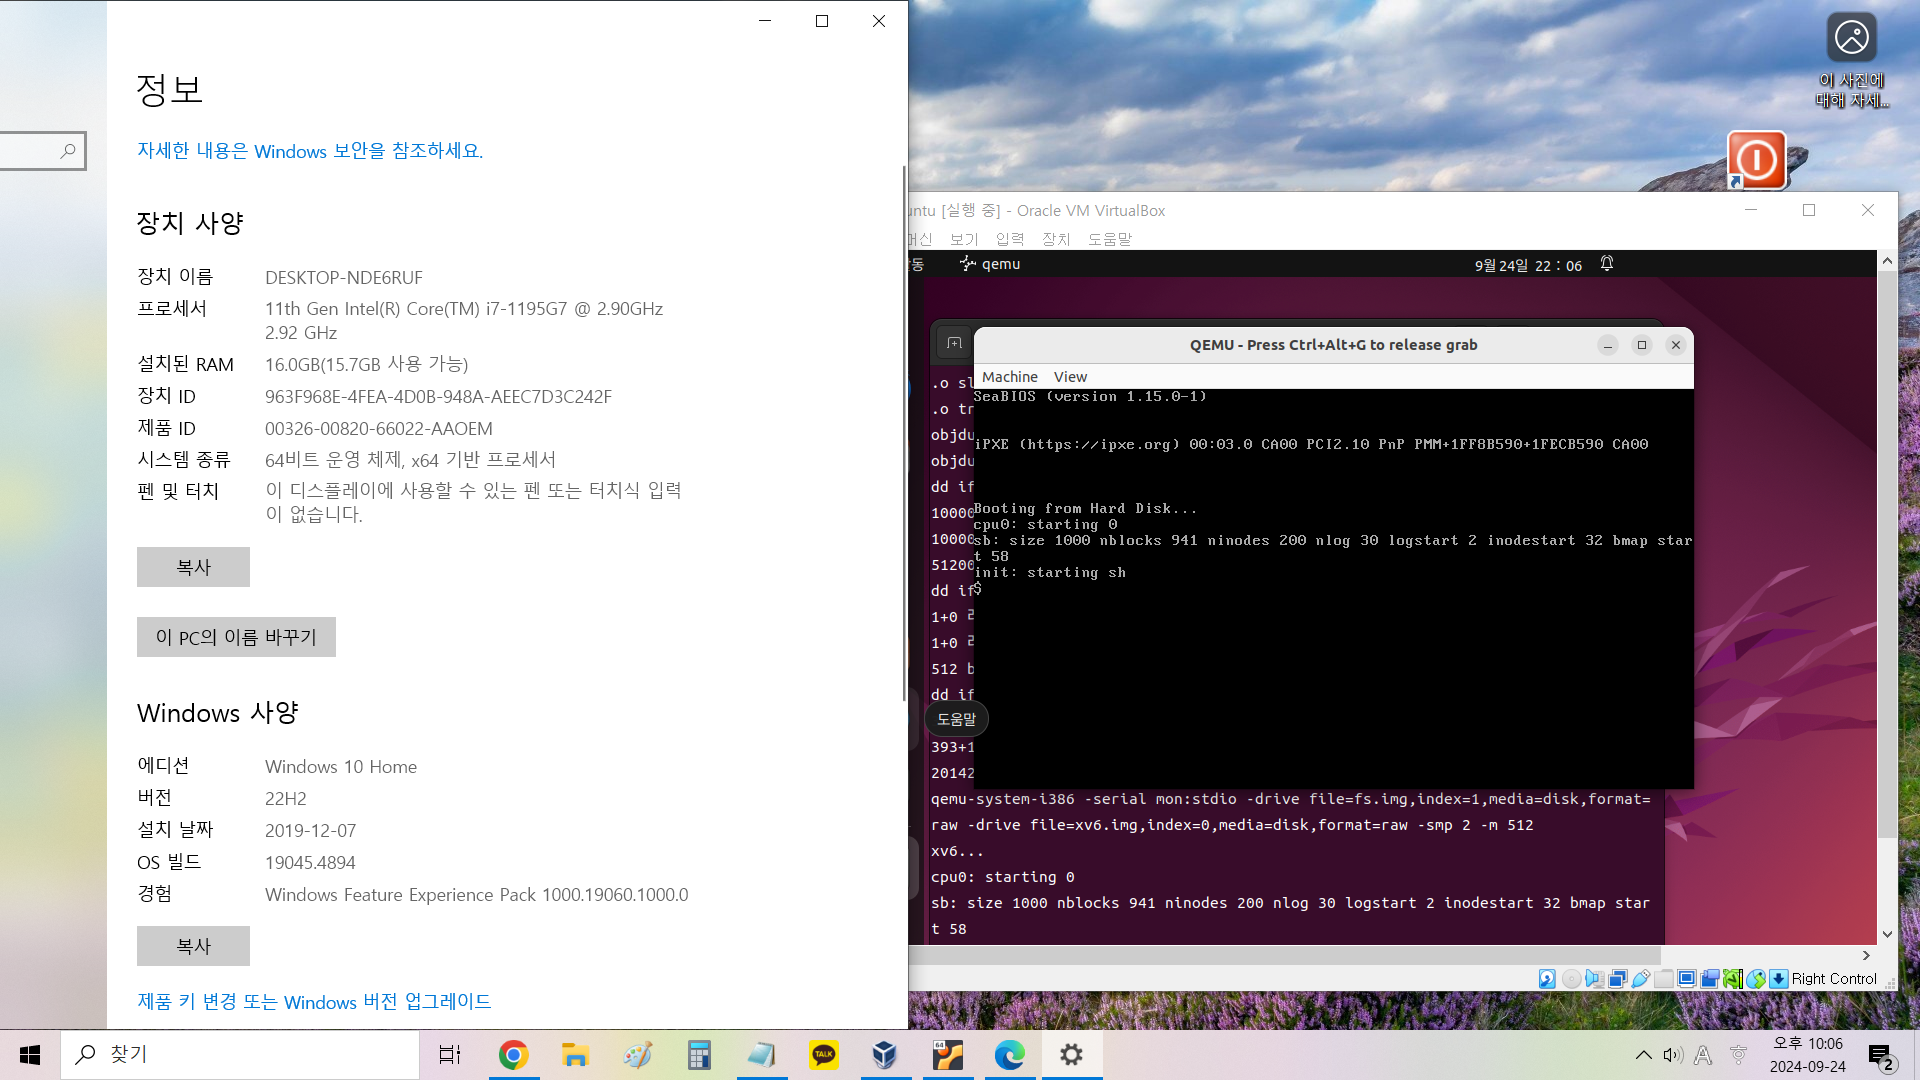 정보
자세한 내용은 Windows 보안을 참조하세요.
장치 사양
장치 이름 DESKTOP-NDE6RUF
프로세서 11th Gen Intel(R) Core(TM) i7-1195G7 @ 2.90GHz
2.92 GHz
설치된 RAM 16.0GB(15.7GB 사용 가능)
장치 ID 963F968E-4FEA-4D0B-948A-AEEC7D3C242F
제품 ID 00326-00820-66022-AAOEM
시스템 종류 64비트 운영 체제, x64 기반 프로세서
펜 및 터치 이 디스플레이에 사용할 수 있는 펜 또는 터치식 입력
이 없습니다.
복사
이 PC의 이름 바꾸기
Windows 사양
에디션 Windows 10 Home
버전 22H2
설치 날짜 2019-12-07
OS 빌드 19045.4894
경험 Windows Feature Experience Pack 1000.19060.1000.0
복사
제품 키 변경 또는 Windows 버전 업그레이드
이 사진에
대해 자세...
untu [실행 중] - Oracle VM VirtualBox
머신 보기 입력 장치 도움말
동 qemu 9월 24일 22 : 06
QEMU - Press Ctrl+Alt+G to release grab
Machine View
SeaBIOS (version 1.15.0-1)
iPXE (https://ipxe.org) 00:03.0 CA00 PCI2.10 PnP PMM+1FF8B590+1FECB590 CA00
Booting from Hard Disk...
cpu0: starting 0
sb: size 1000 nblocks 941 ninodes 200 nlog 30 logstart 2 inodestart 32 bmap star
t 58
init: starting sh
$
.o sl
.o tr
objdu
objdu
dd if
10000
10000
51200
dd if
1+0
1+0
512 b
dd if
도움말
393+1
20142
qemu-system-i386 -serial mon:stdio -drive file=fs.img,index=1,media=disk,format=
raw -drive file=xv6.img,index=0,media=disk,format=raw -smp 2 -m 512
xv6...
cpu0: starting 0
sb: size 1000 nblocks 941 ninodes 200 nlog 30 logstart 2 inodestart 32 bmap star
t 58
Right Control
찾기
TALK
64
A
오후 10:06
2024-09-24
2